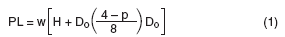 PL = w[H + D₀(4 – p / 8) D₀] (1)